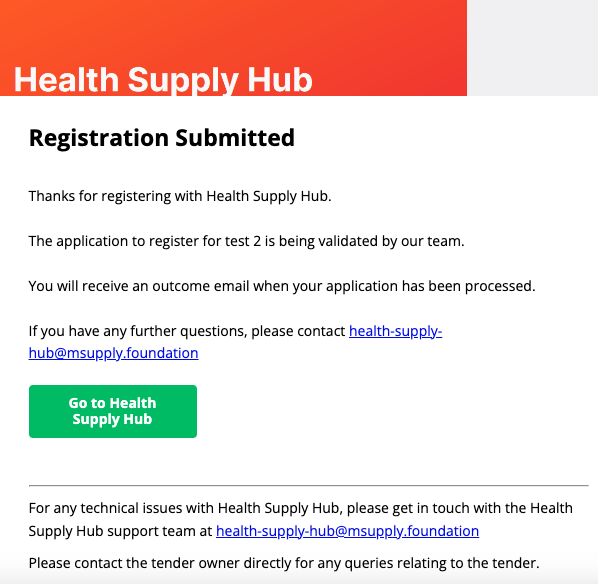 Health Supply Hub
Registration Submitted
Thanks for registering with Health Supply Hub.
The application to register for test 2 is being validated by our team.
You will receive an outcome email when your application has been processed.
If you have any further questions, please contact health-supply-
hub@msupply.foundation
Go to Health
Supply Hub
For any technical issues with Health Supply Hub, please get in touch with the Health
Supply Hub support team at health-supply-hub@msupply.foundation
Please contact the tender owner directly for any queries relating to the tender.